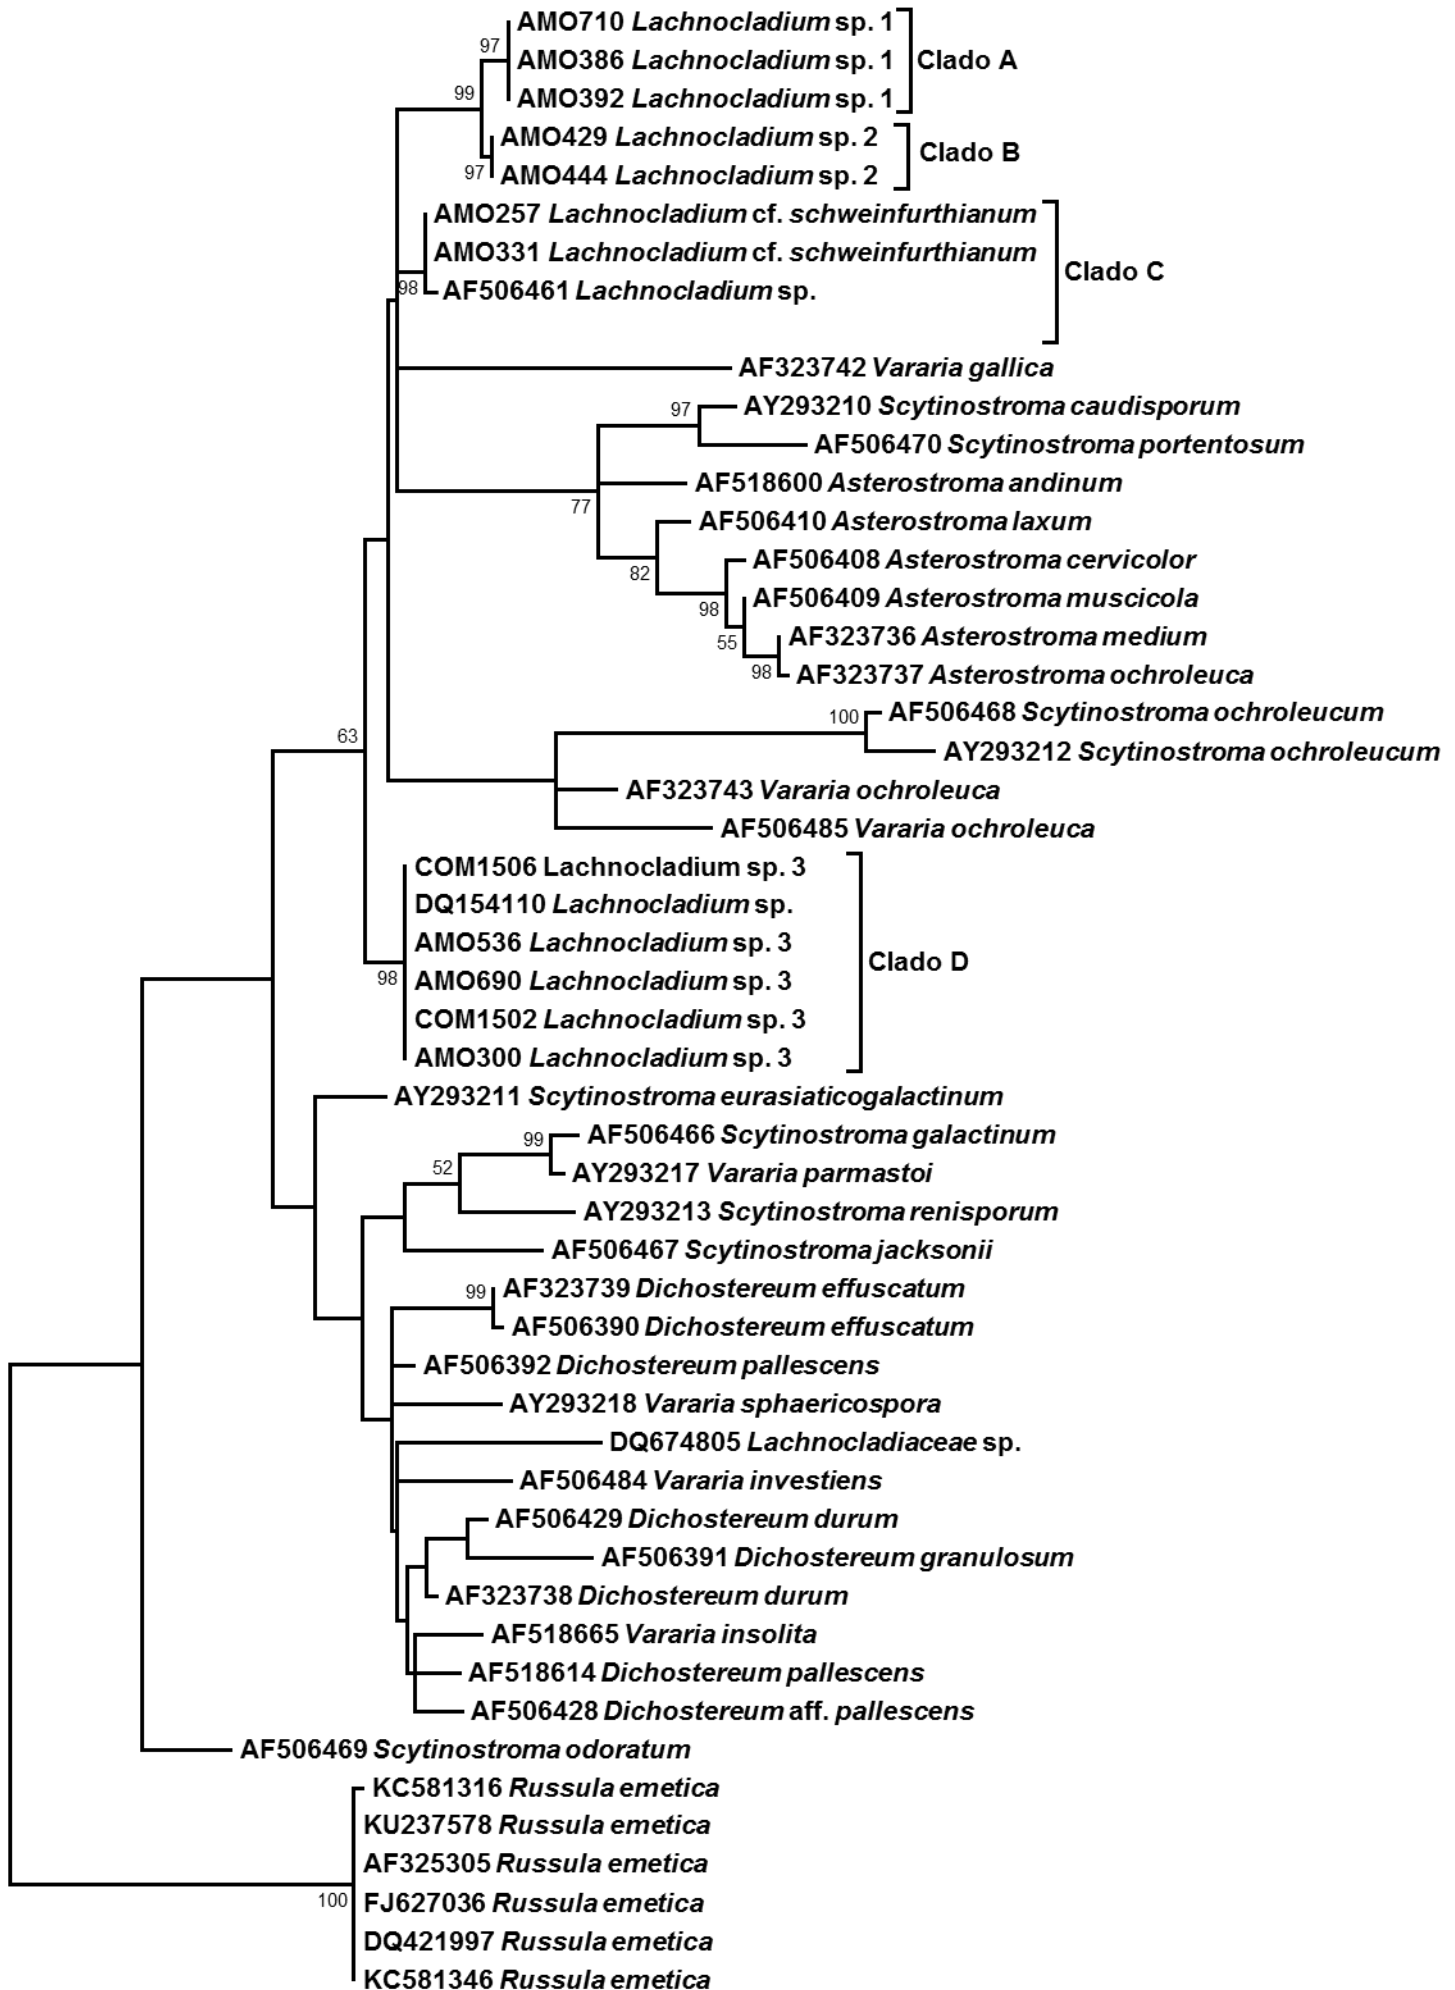 97
AMO710 Lachnocladium sp. 1
AMO386 Lachnocladium sp. 1
Clado A
99
AMO392 Lachnocladium sp. 1
AMO429 Lachnocladium sp. 2
Clado B
97
AMO444 Lachnocladium sp. 2
AMO257 Lachnocladium cf. schweinfurthianum
AMO331 Lachnocladium cf. schweinfurthianum
Clado C
98
AF506461 Lachnocladium sp.
AF323742 Vararia gallica
97
AY293210 Scytinostroma caudisporum
AF506470 Scytinostroma portentosum
AF518600 Asterostroma andinum
77
AF506410 Asterostroma laxum
AF506408 Asterostroma cervicolor
82
AF506409 Asterostroma muscicola
98
AF323736 Asterostroma medium
55
AF323737 Asterostroma ochroleuca
98
AF506468 Scytinostroma ochroleucum
100
AY293212 Scytinostroma ochroleucum
63
AF323743 Vararia ochroleuca
AF506485 Vararia ochroleuca
COM1506 Lachnocladium sp. 3
DQ154110 Lachnocladium sp.
AMO536 Lachnocladium sp. 3
Clado D
98
AMO690 Lachnocladium sp. 3
COM1502 Lachnocladium sp. 3
AMO300 Lachnocladium sp. 3
AY293211 Scytinostroma eurasiaticogalactinum
99
AF506466 Scytinostroma galactinum
52
AY293217 Vararia parmastoi
AY293213 Scytinostroma renisporum
AF506467 Scytinostroma jacksonii
99
AF323739 Dichostereum effuscatum
AF506390 Dichostereum effuscatum
AF506392 Dichostereum pallescens
AY293218 Vararia sphaericospora
DQ674805 Lachnocladiaceae sp.
AF506484 Vararia investiens
AF506429 Dichostereum durum
AF506391 Dichostereum granulosum
AF323738 Dichostereum durum
AF518665 Vararia insolita
AF518614 Dichostereum pallescens
AF506428 Dichostereum aff. pallescens
AF506469 Scytinostroma odoratum
KC581316 Russula emetica
KU237578 Russula emetica
AF325305 Russula emetica
100
FJ627036 Russula emetica
DQ421997 Russula emetica
KC581346 Russula emetica